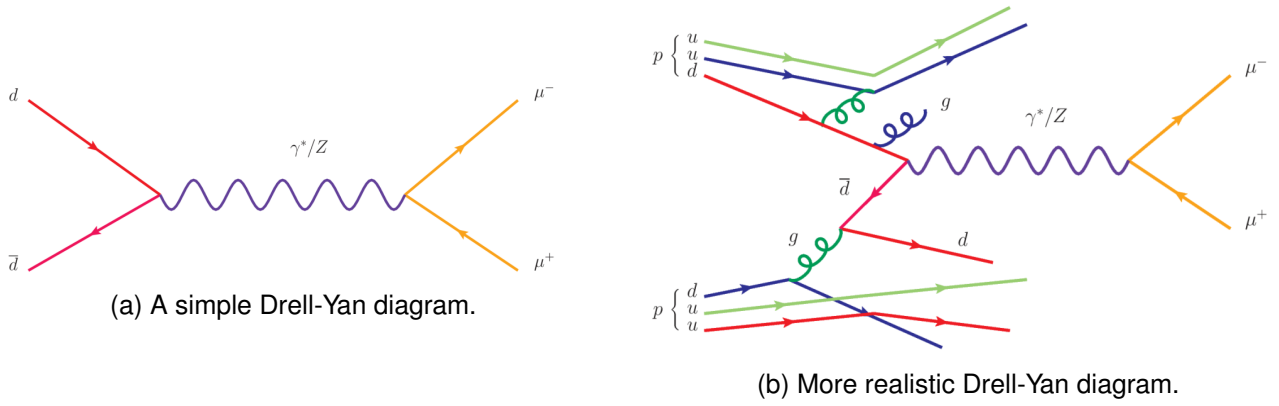 d
γ*/Z
μ⁻
d̅
μ⁺
(a) A simple Drell-Yan diagram.
p { u
u
d
g
γ*/Z
μ⁻
d̅
μ⁺
g
d
p { d
u
u
(b) More realistic Drell-Yan diagram.